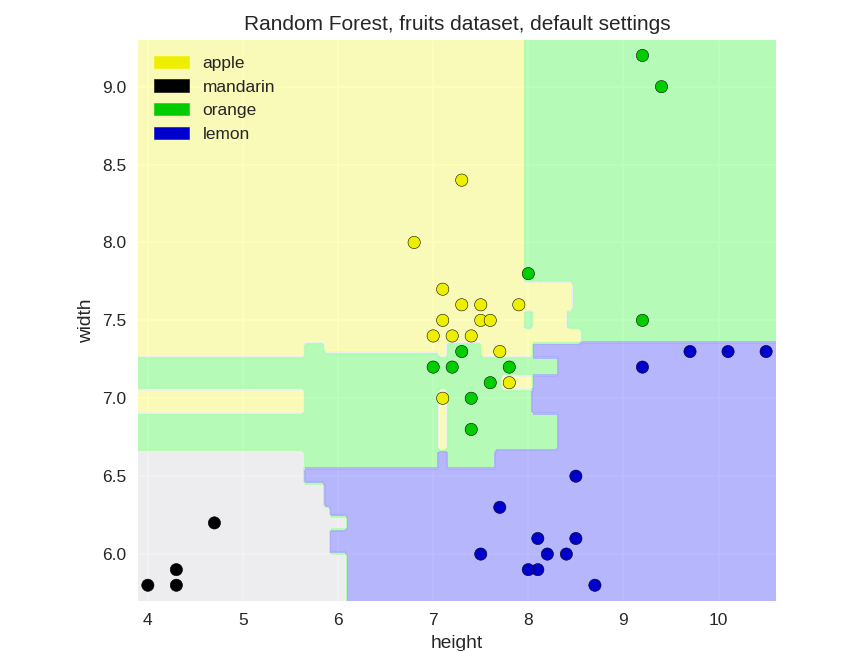 Random Forest, fruits dataset, default settings
apple
mandarin
orange
lemon
9.0
8.5
8.0
7.5
7.0
6.5
6.0
width
4 5 6 7 8 9 10
height